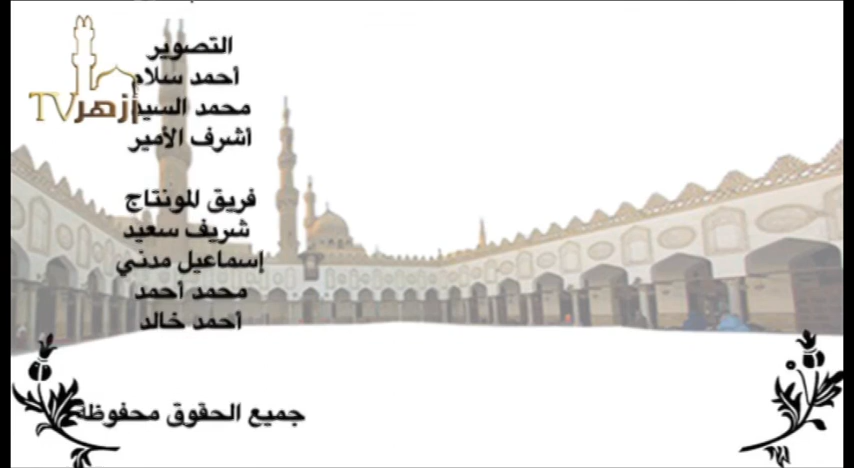 أزهر TV
التصوير
أحمد سلام
محمد السيد
أشرف الأمير
فريق المونتاج
شريف سعيد
إسماعيل مدني
محمد أحمد
أحمد خالد
جميع الحقوق محفوظة